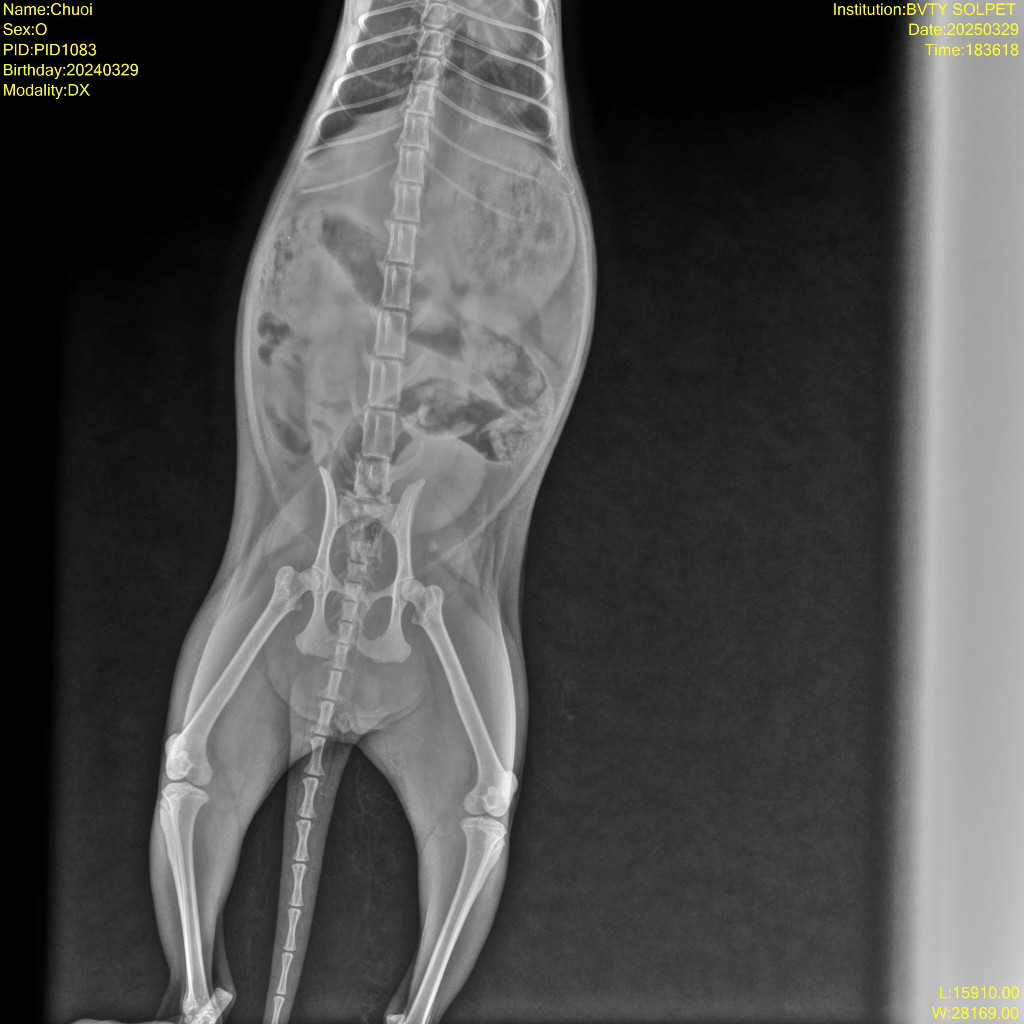 Name:Chuoi
Sex:O
PID:PID1083
Birthday:20240329
Modality:DX
Institution:BVTY SOLPET
Date:20250329
Time:183618
L:15910.00
W:28169.00